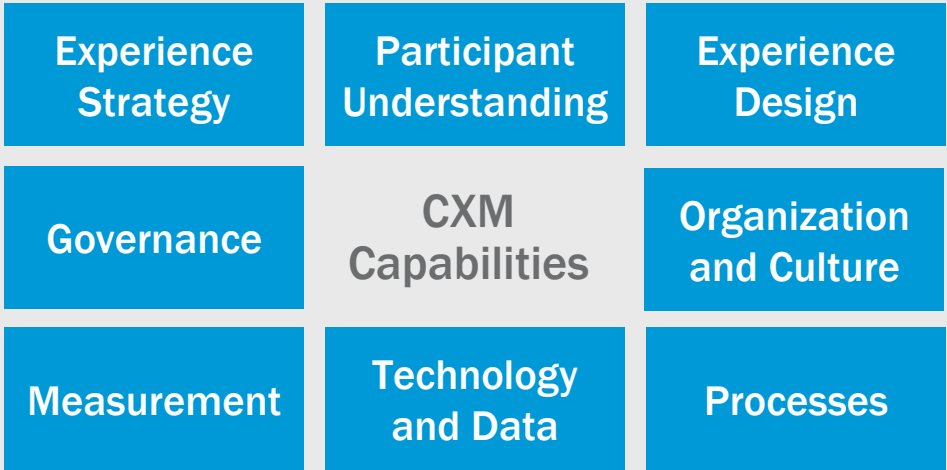 Experience
Strategy
Participant
Understanding
Experience
Design
Governance
CXM
Capabilities
Organization
and Culture
Measurement
Technology
and Data
Processes